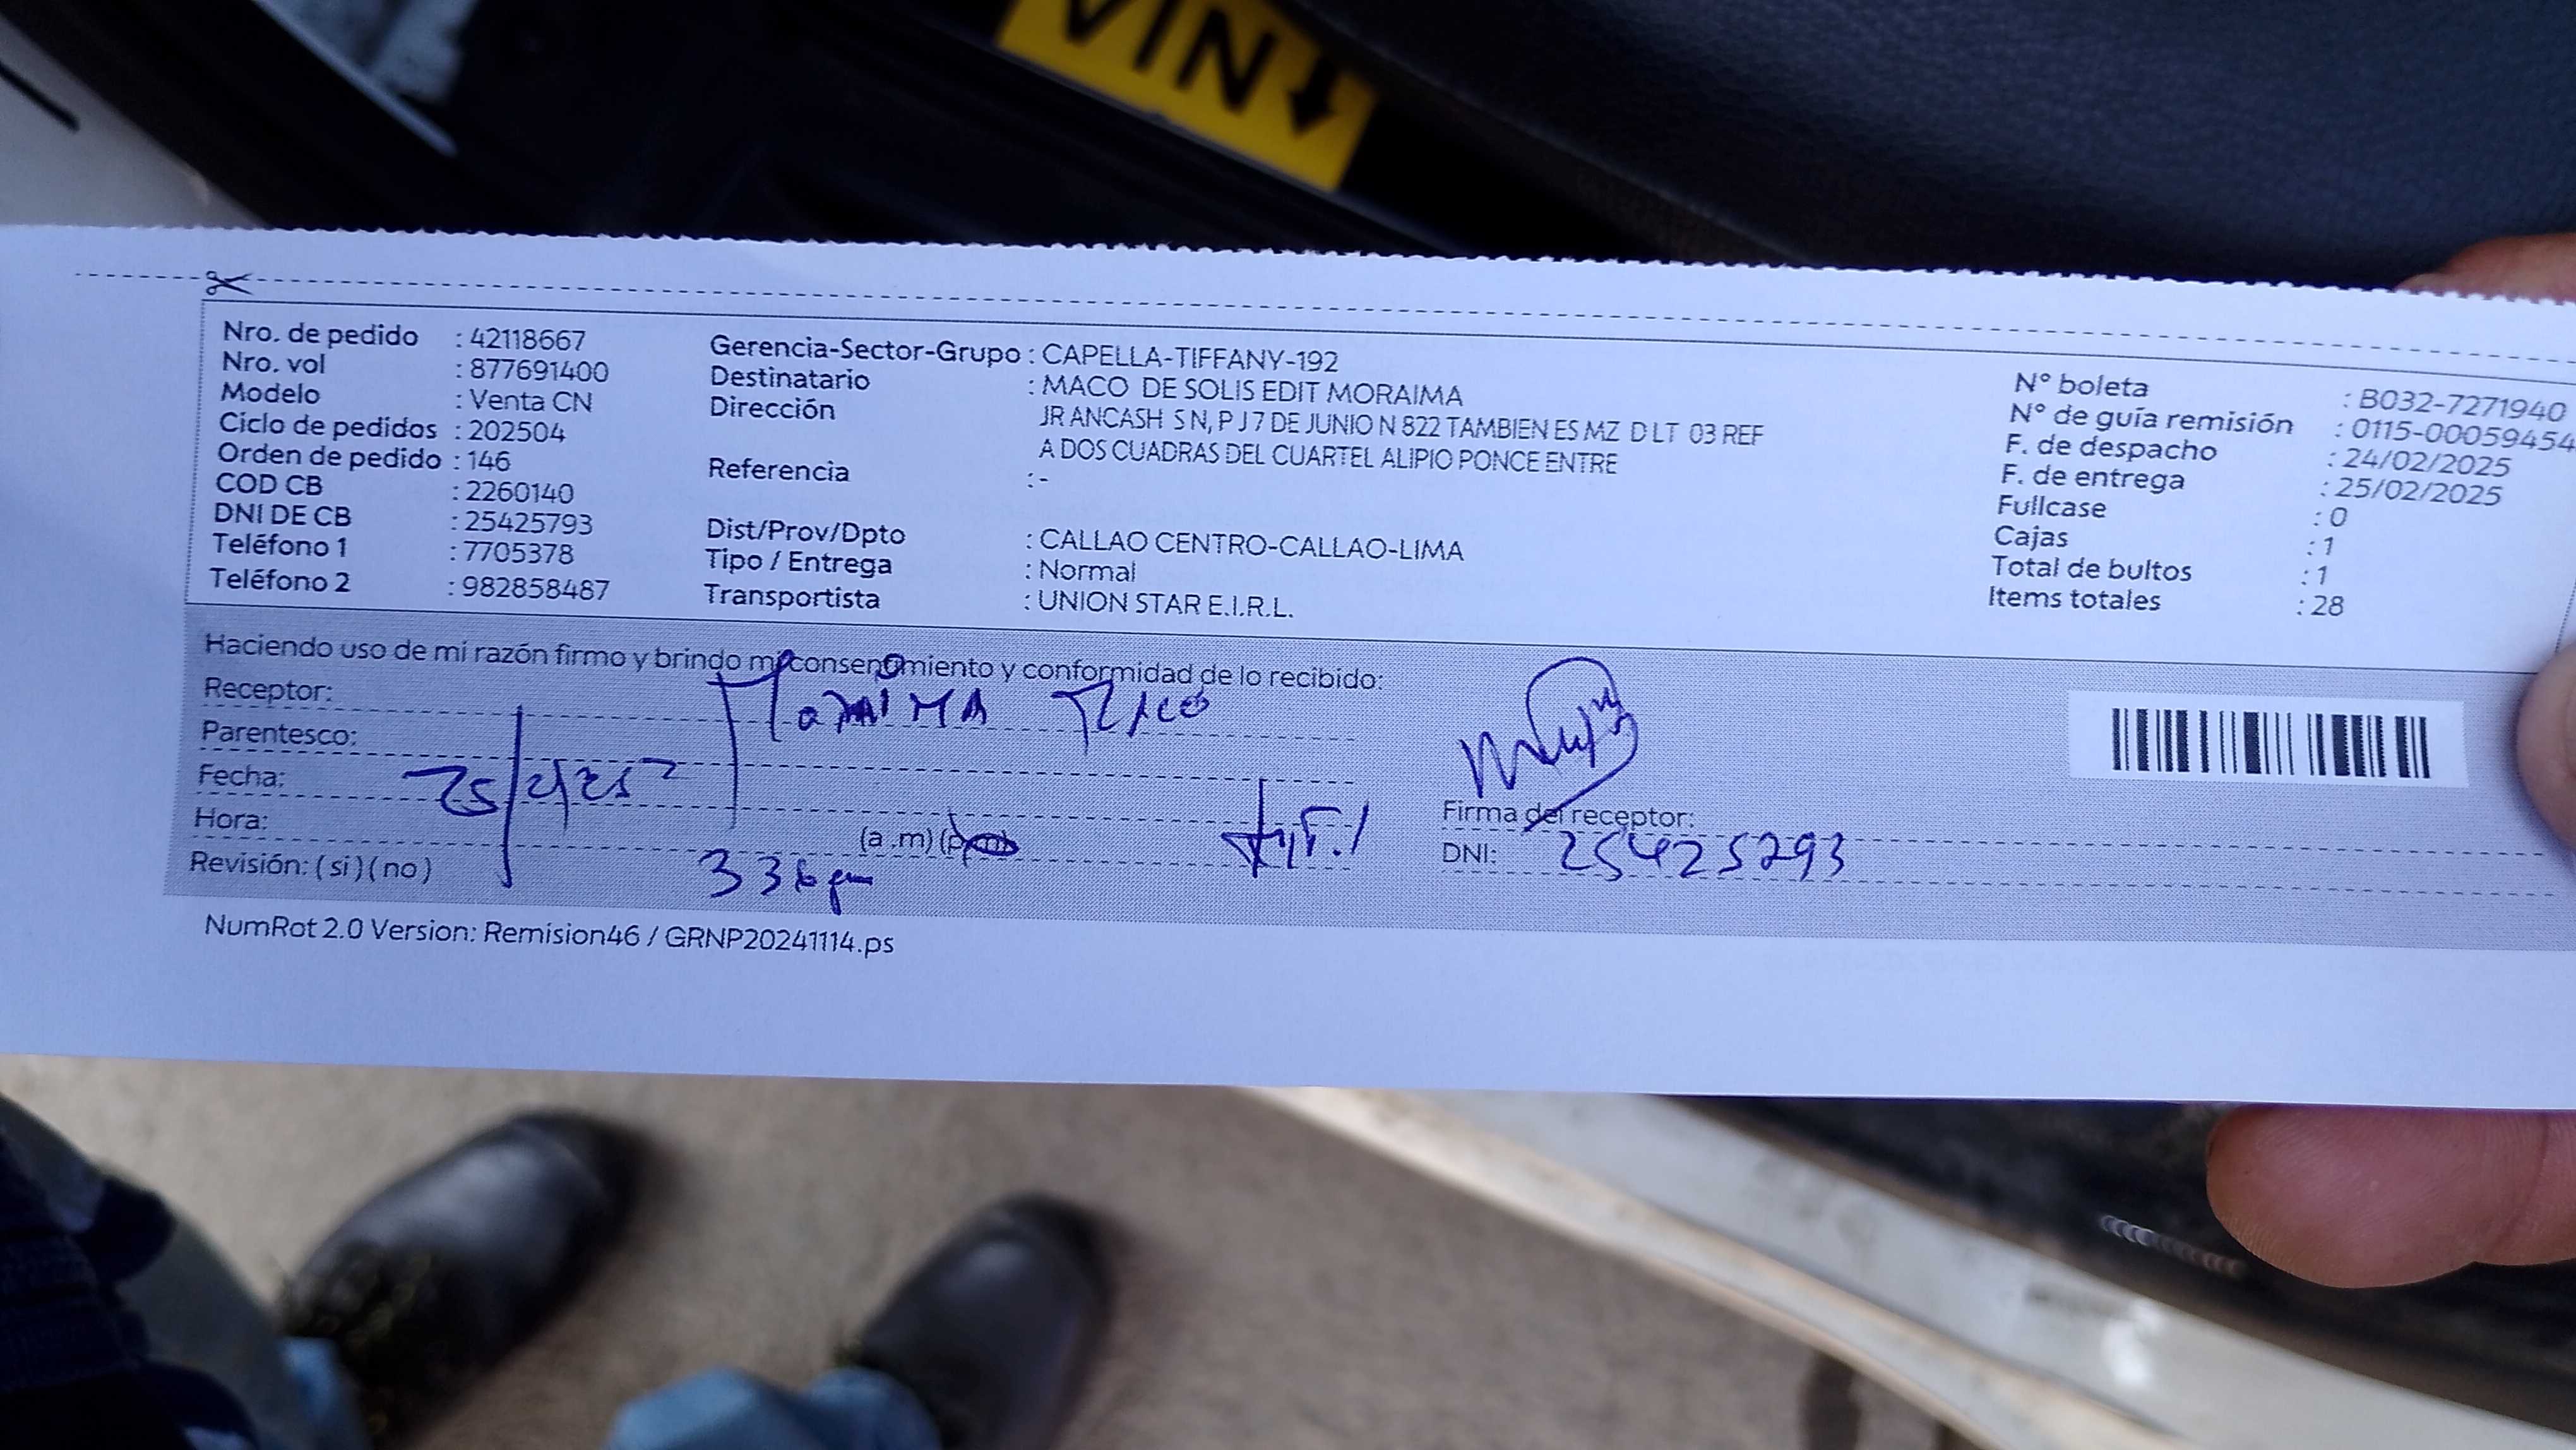 VIN↓
Nro. de pedido : 42118667
Nro. vol : 877691400
Modelo : Venta CN
Ciclo de pedidos : 202504
Orden de pedido : 146
COD CB : 2260140
DNI DE CB : 25425793
Teléfono 1 : 7705378
Teléfono 2 : 982858487
Gerencia-Sector-Grupo : CAPELLA-TIFFANY-192
Destinatario : MACO DE SOLIS EDIT MORAIMA
Dirección JR ANCASH S N, P J 7 DE JUNIO N 822 TAMBIEN ES MZ D LT 03 REF
A DOS CUADRAS DEL CUARTEL ALIPIO PONCE ENTRE
Referencia : -
Dist/Prov/Dpto : CALLAO CENTRO-CALLAO-LIMA
Tipo / Entrega : Normal
Transportista : UNION STAR E.I.R.L.
N° boleta : B032-7271940
N° de guía remisión : 0115-00059454
F. de despacho : 24/02/2025
F. de entrega : 25/02/2025
Fullcase : 0
Cajas : 1
Total de bultos : 1
Items totales : 28
Haciendo uso de mi razón firmo y brindo mi consentimiento y conformidad de lo recibido:
Receptor:
Parentesco:
Fecha: 25/2/25
Hora: (a.m) (p.m)
Revisión: (si) (no) 336 pm
Firma del receptor:
DNI: 25425793
NumRot 2.0 Version: Remision46 / GRNP20241114.ps